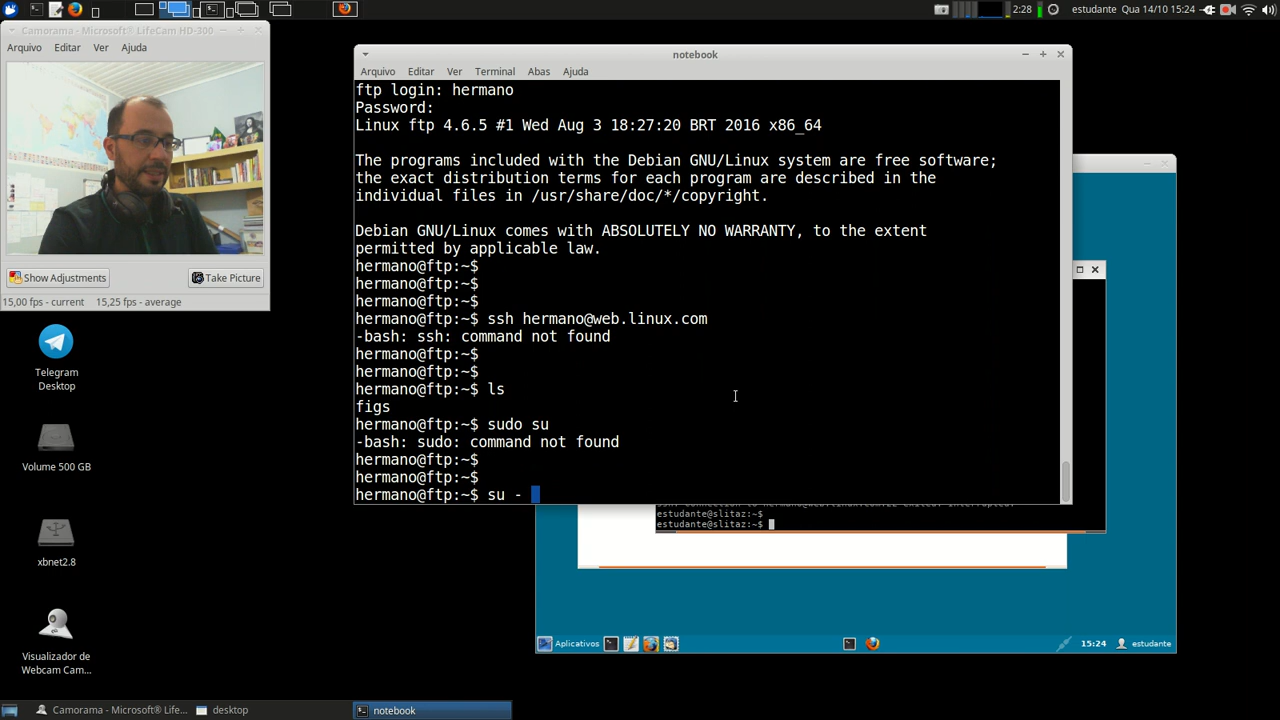 2:28
estudante Qua 14/10 15:24
Camorama - Microsoft® LifeCam HD-300
Arquivo Editar Ver Ajuda
Show Adjustments
Take Picture
15,00 fps - current 15,25 fps - average
Telegram
Desktop
Volume 500 GB
xbnet2.8
Visualizador de
Webcam Cam...
notebook
Arquivo Editar Ver Terminal Abas Ajuda
ftp login: hermano
Password:
Linux ftp 4.6.5 #1 Wed Aug 3 18:27:20 BRT 2016 x86_64
The programs included with the Debian GNU/Linux system are free software;
the exact distribution terms for each program are described in the
individual files in /usr/share/doc/*/copyright.
Debian GNU/Linux comes with ABSOLUTELY NO WARRANTY, to the extent
permitted by applicable law.
hermano@ftp:~$
hermano@ftp:~$
hermano@ftp:~$
hermano@ftp:~$ ssh hermano@web.linux.com
-bash: ssh: command not found
hermano@ftp:~$
hermano@ftp:~$
hermano@ftp:~$ ls
figs
hermano@ftp:~$ sudo su
-bash: sudo: command not found
hermano@ftp:~$
hermano@ftp:~$
hermano@ftp:~$ su -
estudante@slitaz:~$
estudante@slitaz:~$
Aplicativos
15:24
estudante
Camorama - Microsoft® Life...
desktop
notebook